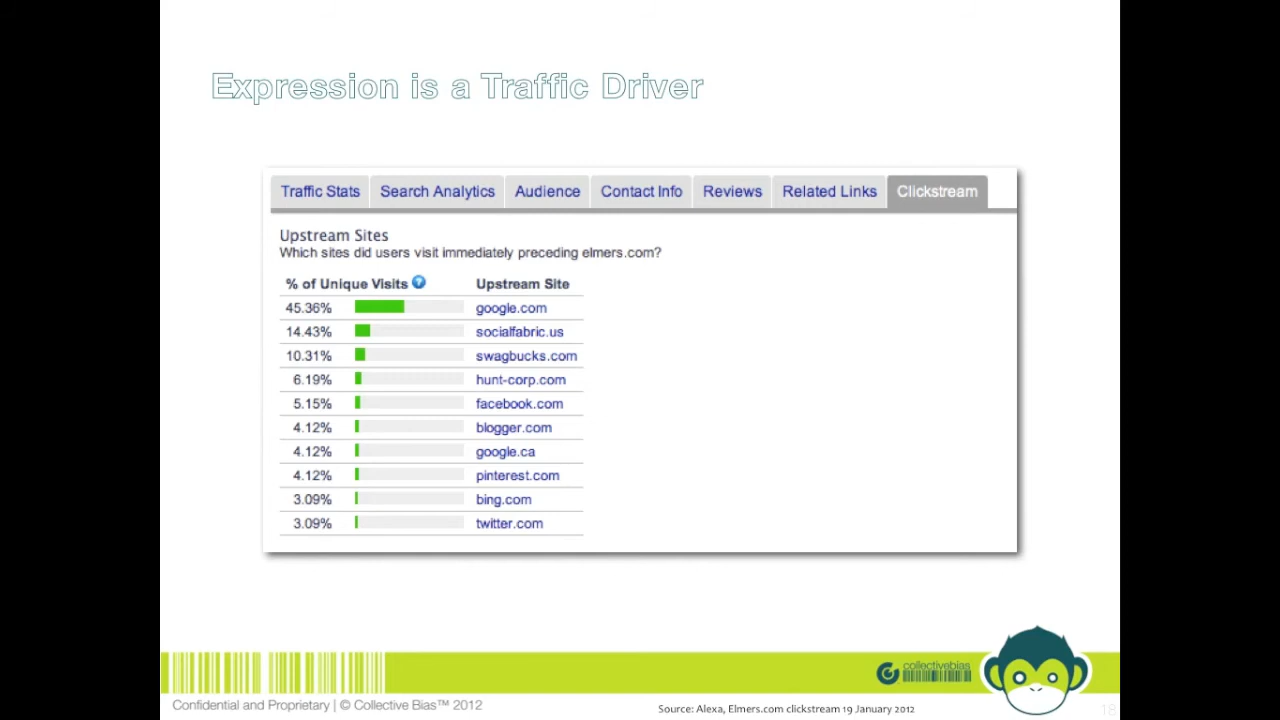 Expression is a Traffic Driver
Traffic Stats Search Analytics Audience Contact Info Reviews Related Links Clickstream
Upstream Sites
Which sites did users visit immediately preceding elmers.com?
% of Unique Visits ? Upstream Site
45.36% google.com
14.43% socialfabric.us
10.31% swagbucks.com
6.19% hunt-corp.com
5.15% facebook.com
4.12% blogger.com
4.12% google.ca
4.12% pinterest.com
3.09% bing.com
3.09% twitter.com
collectivebias
Confidential and Proprietary | © Collective Bias™ 2012
Source: Alexa, Elmers.com clickstream 19 January 2012
18